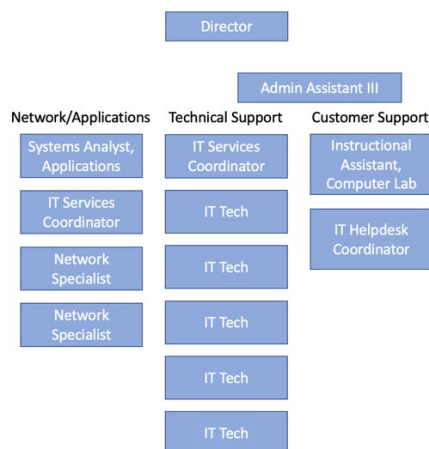 Director
Admin Assistant III
Network/Applications
Systems Analyst,
Applications
IT Services
Coordinator
Network
Specialist
Network
Specialist
Technical Support
IT Services
Coordinator
IT Tech
IT Tech
IT Tech
IT Tech
IT Tech
Customer Support
Instructional
Assistant,
Computer Lab
IT Helpdesk
Coordinator